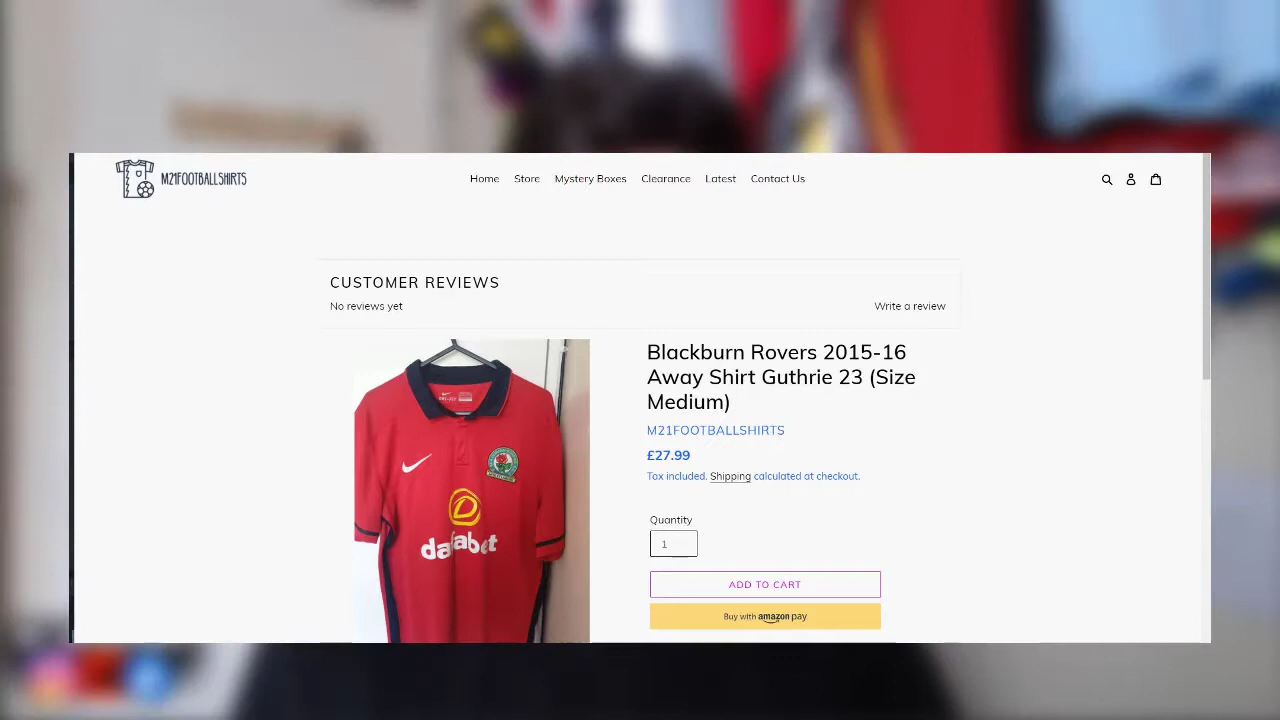 M21FOOTBALLSHIRTS
Home Store Mystery Boxes Clearance Latest Contact Us
CUSTOMER REVIEWS
No reviews yet
Write a review
Blackburn Rovers 2015-16
Away Shirt Guthrie 23 (Size
Medium)
M21FOOTBALLSHIRTS
£27.99
Tax included. Shipping calculated at checkout.
Quantity
1
ADD TO CART
Buy with amazon pay
dafabet